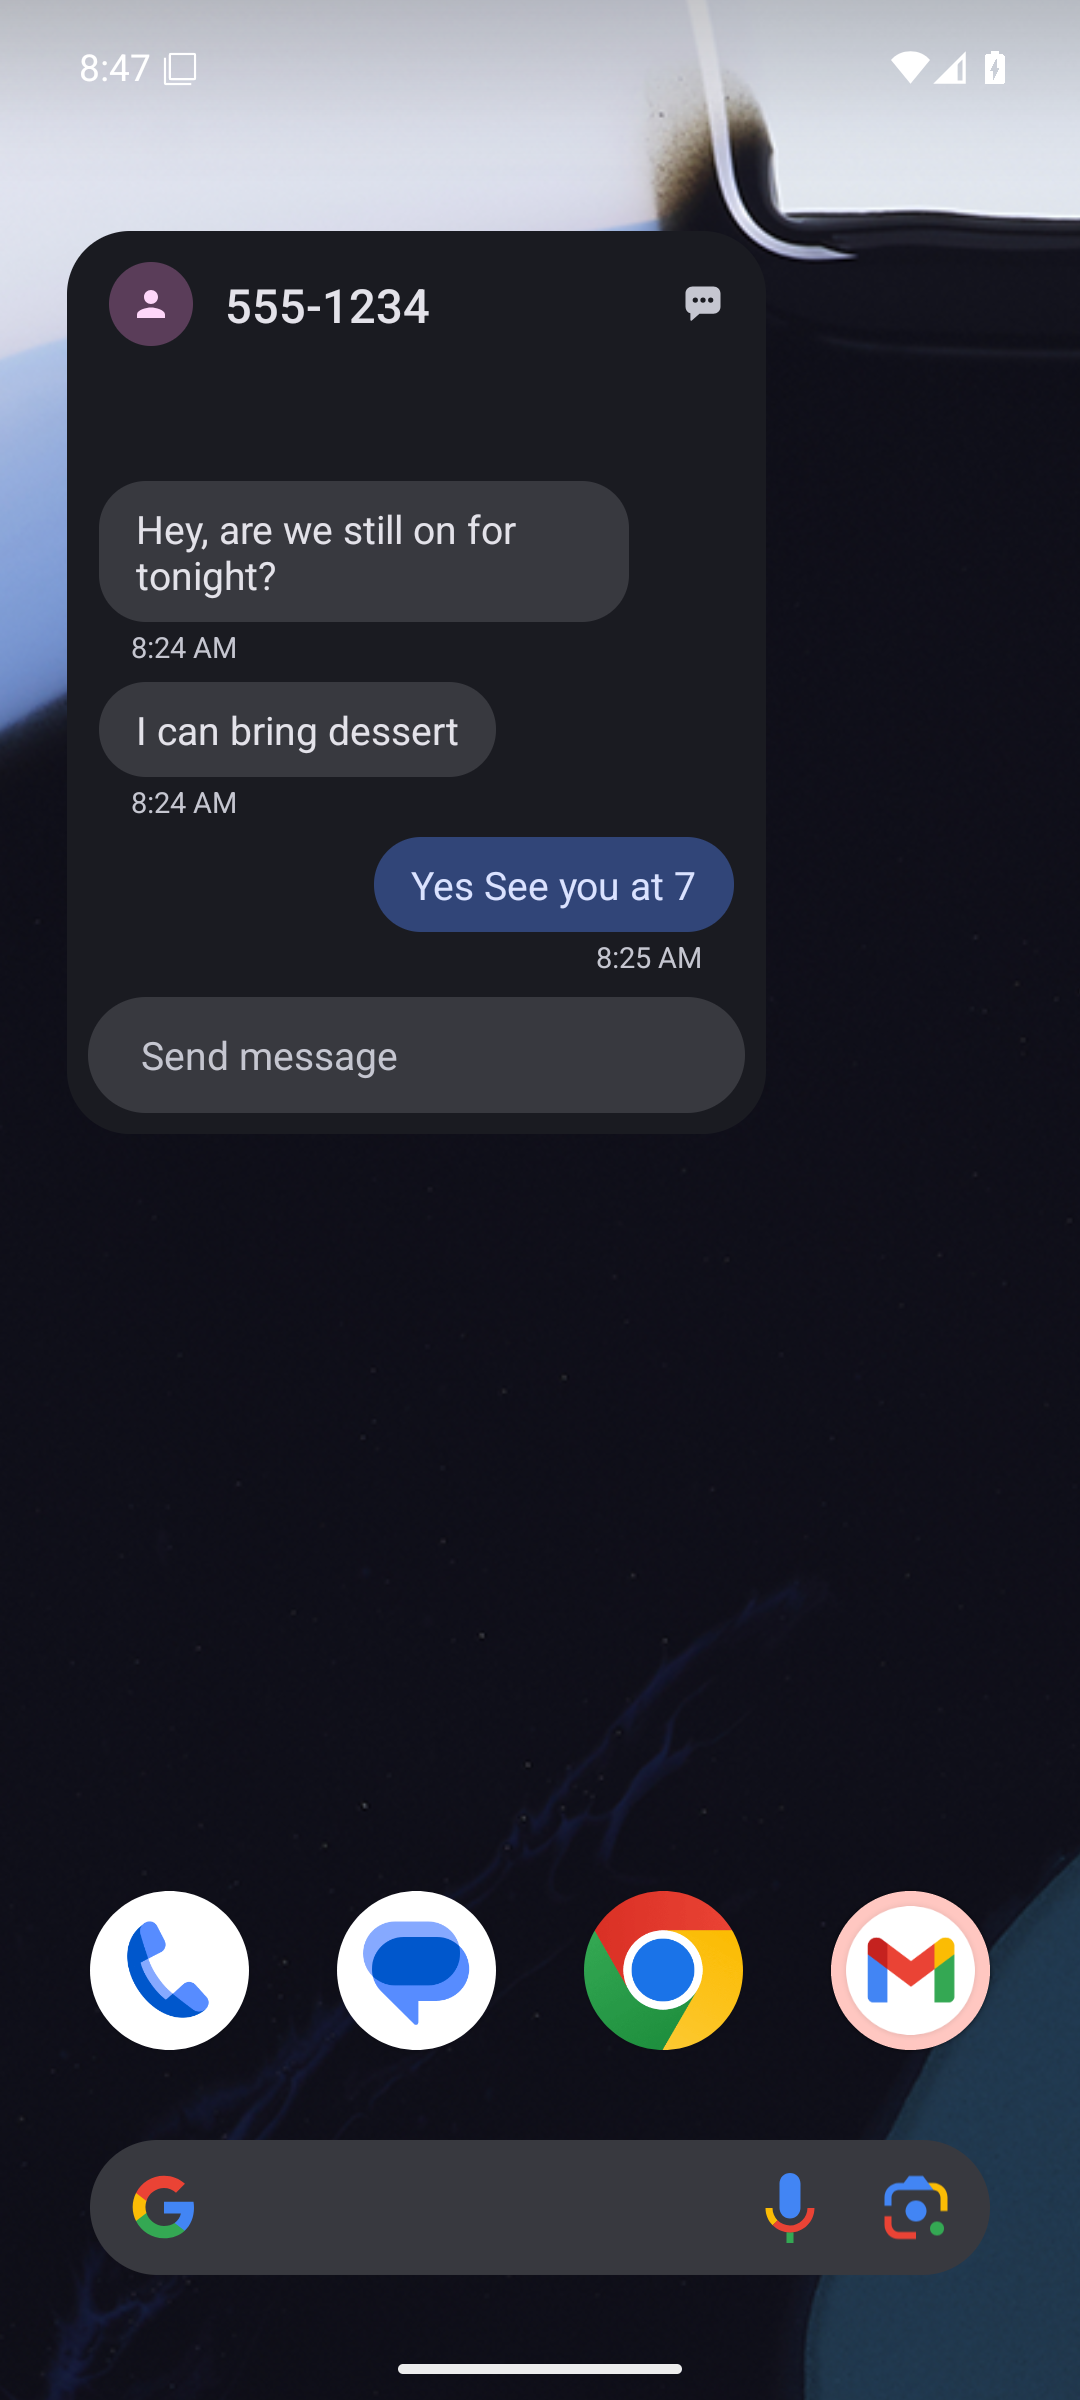 8:47
555-1234
Hey, are we still on for
tonight?
8:24 AM
I can bring dessert
8:24 AM
Yes See you at 7
8:25 AM
Send message